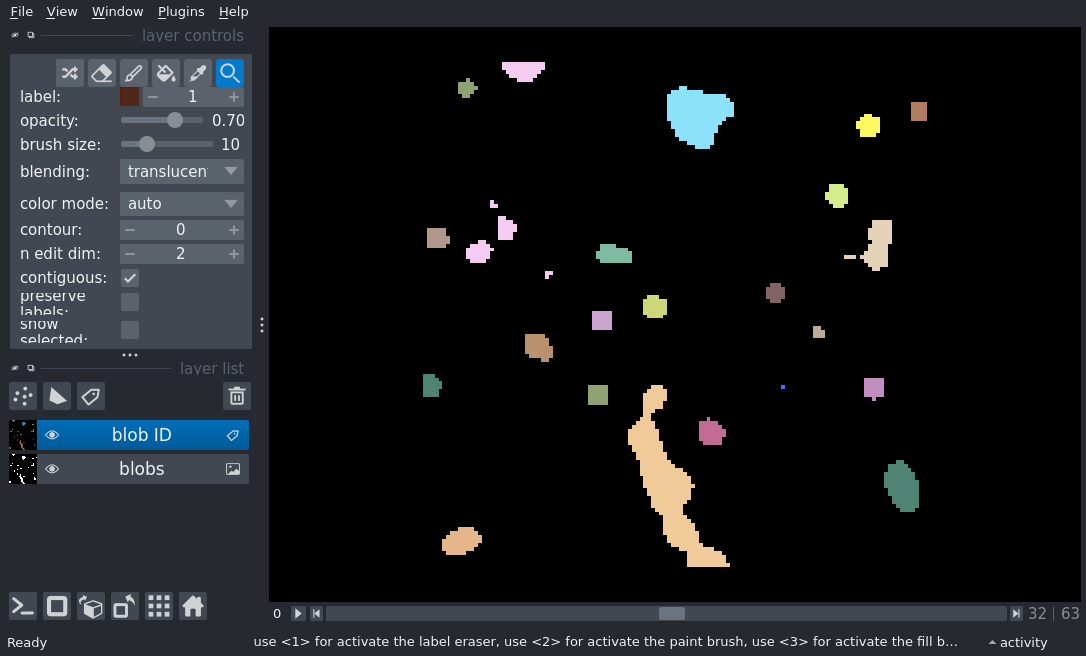 File View Window Plugins Help
layer controls
label: 1
opacity: 0.70
brush size: 10
blending: translucen
color mode: auto
contour: 0
n edit dim: 2
contiguous:
preserve
labels:
show
selected:
layer list
blob ID
blobs
0 32 63
Ready use <1> for activate the label eraser, use <2> for activate the paint brush, use <3> for activate the fill b... activity